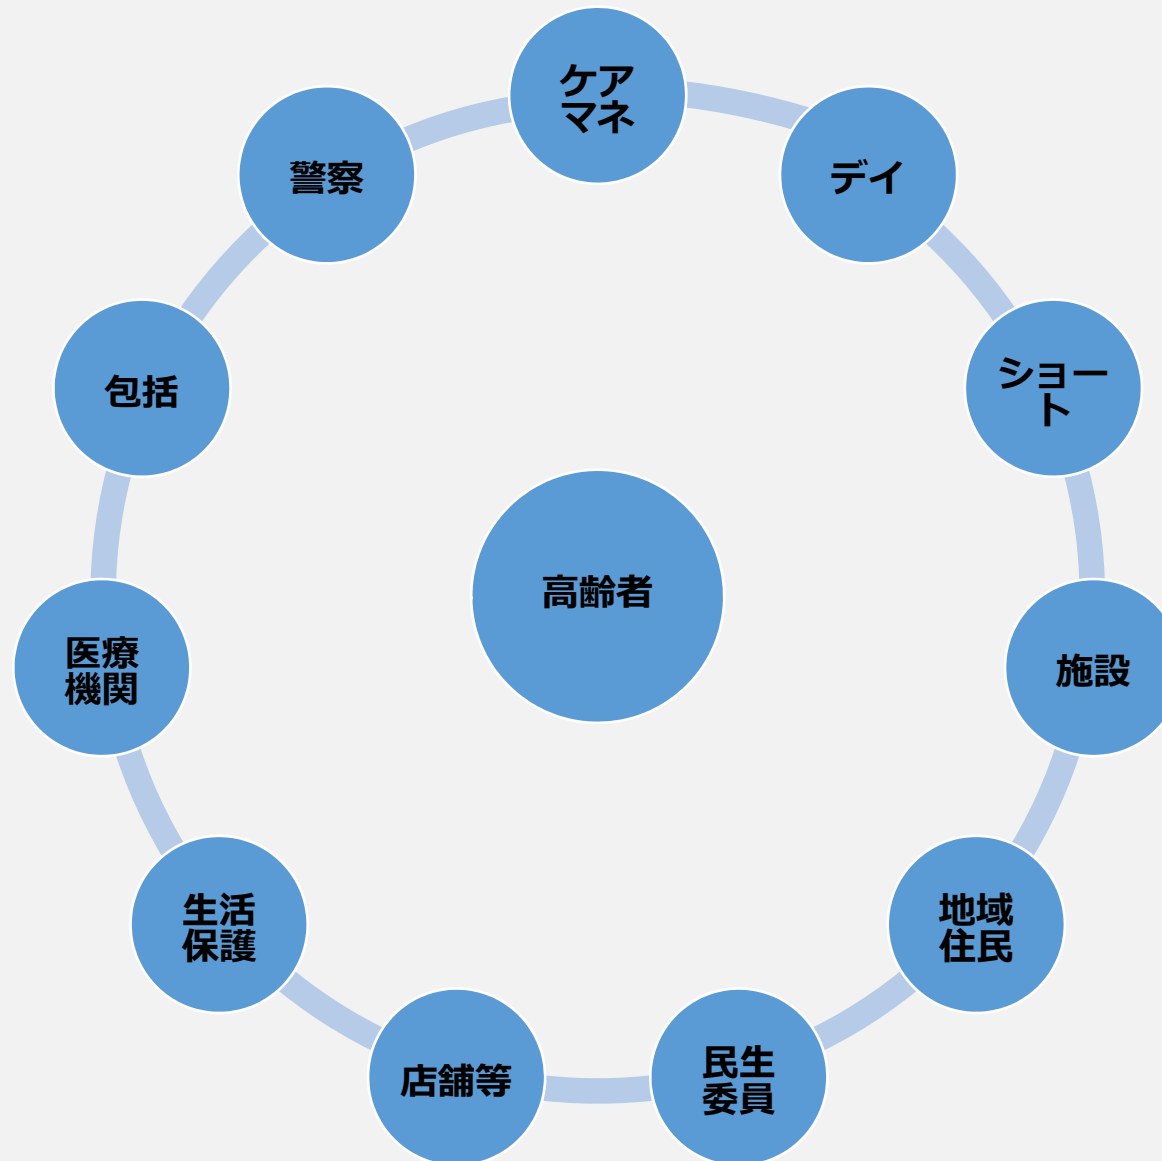 ケア
マネ
デイ
ショー
ト
施設
地域
住民
民生
委員
店舗等
生活
保護
医療
機関
包括
警察
高齢者